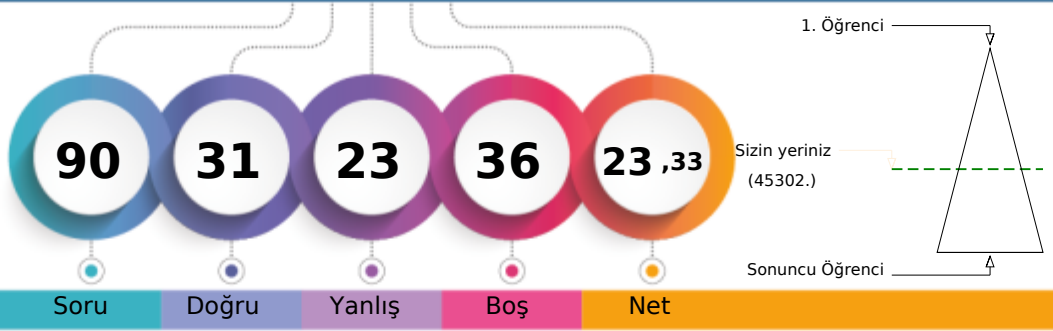 1. Öğrenci
90 31 23 36 23 ,33
Sizin yeriniz
(45302.)
Sonuncu Öğrenci
Soru Doğru Yanlış Boş Net